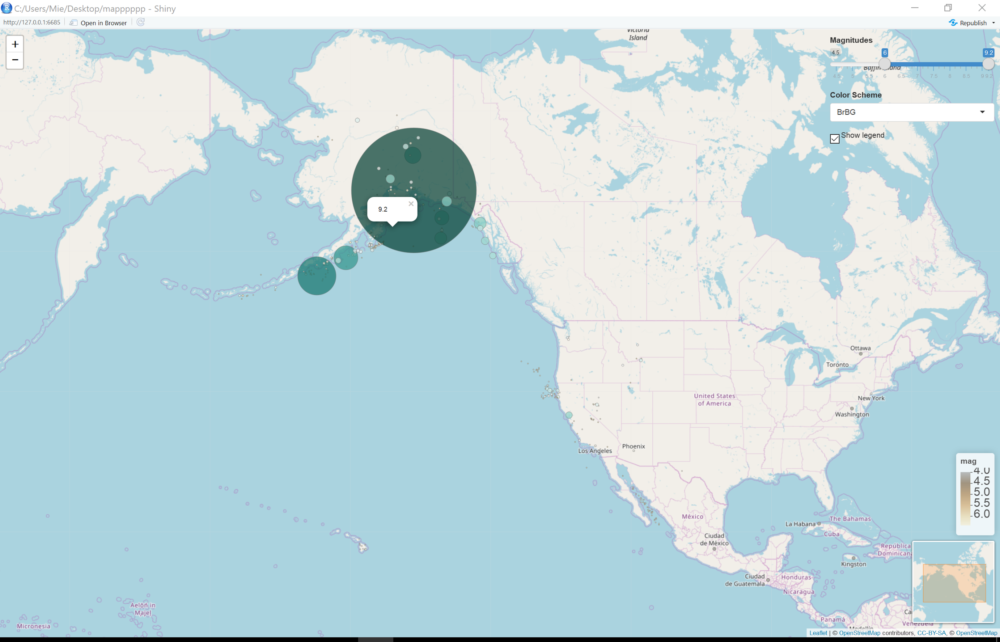 C:/Users/Mie/Desktop/mapppppp - Shiny
http://127.0.0.1:6685
Open in Browser
Republish
+
−
Victoria
Island
Magnitudes
4.5
6
9.2
4.5 5 5.5 6 6.5 7 7.5 8 8.5 9 9.2
Color Scheme
BrBG
Show legend
9.2
×
Ottawa
Toronto
United States
of America
New York
Washington
Phoenix
Los Angeles
mag
4.0
4.5
5.0
5.5
6.0
México
La Habana
The Bahamas
Cuba
Ciudad
de México
República
Dominicana
Kingston
Ciudad
de Guatemala
Honduras
Nicaragua
Aelōn̄ in
Majel
Micronesia
Panamá
Medellín
Venezuela
Leaflet | © OpenStreetMap contributors, CC-BY-SA, © OpenStreetMap